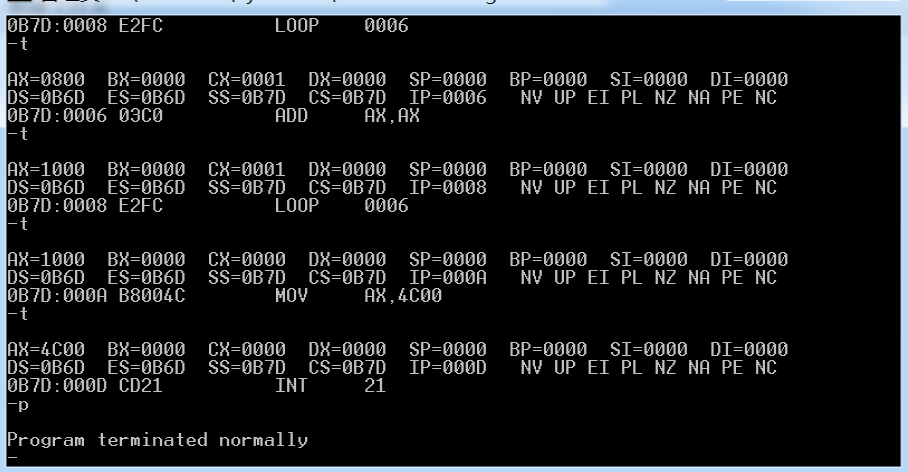 0B7D:0008 E2FC          LOOP    0006
-t
AX=0800  BX=0000  CX=0001  DX=0000  SP=0000  BP=0000  SI=0000  DI=0000
DS=0B6D  ES=0B6D  SS=0B7D  CS=0B7D  IP=0006   NV UP EI PL NZ NA PE NC
0B7D:0006 03C0          ADD     AX,AX
-t
AX=1000  BX=0000  CX=0001  DX=0000  SP=0000  BP=0000  SI=0000  DI=0000
DS=0B6D  ES=0B6D  SS=0B7D  CS=0B7D  IP=0008   NV UP EI PL NZ NA PE NC
0B7D:0008 E2FC          LOOP    0006
-t
AX=1000  BX=0000  CX=0000  DX=0000  SP=0000  BP=0000  SI=0000  DI=0000
DS=0B6D  ES=0B6D  SS=0B7D  CS=0B7D  IP=000A   NV UP EI PL NZ NA PE NC
0B7D:000A B8004C        MOV     AX,4C00
-t
AX=4C00  BX=0000  CX=0000  DX=0000  SP=0000  BP=0000  SI=0000  DI=0000
DS=0B6D  ES=0B6D  SS=0B7D  CS=0B7D  IP=000D   NV UP EI PL NZ NA PE NC
0B7D:000D CD21          INT     21
-p
Program terminated normally
-